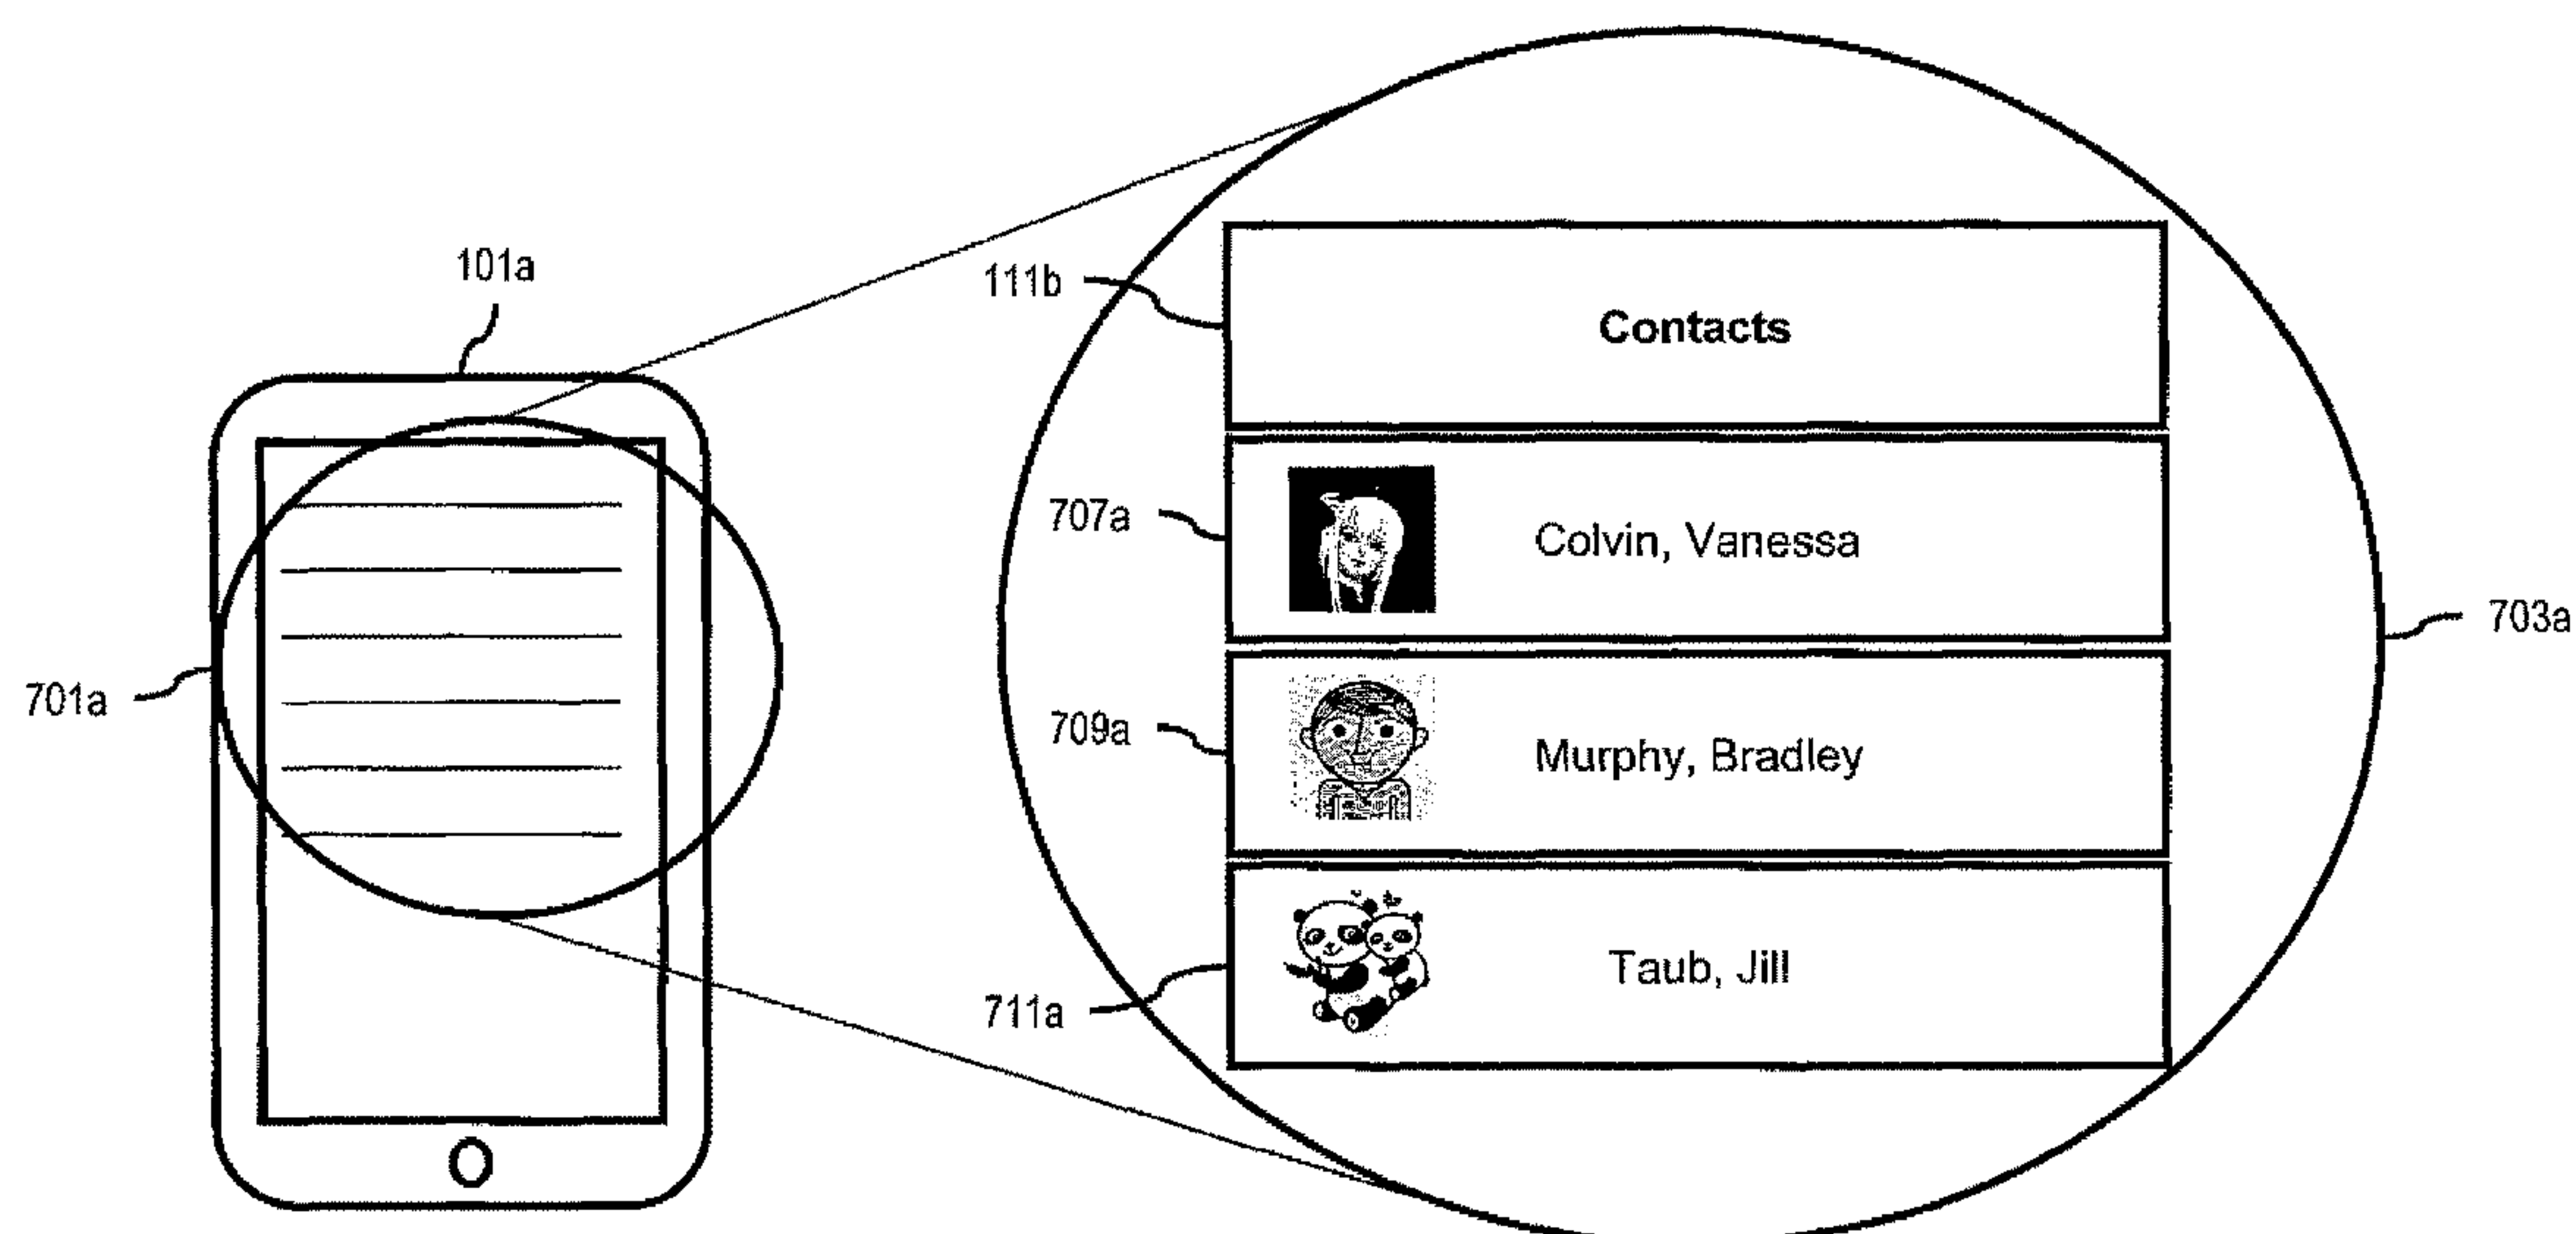 101a
111b
Contacts
707a
Colvin, Vanessa
703a
701a
709a
Murphy, Bradley
711a
Taub, Jill